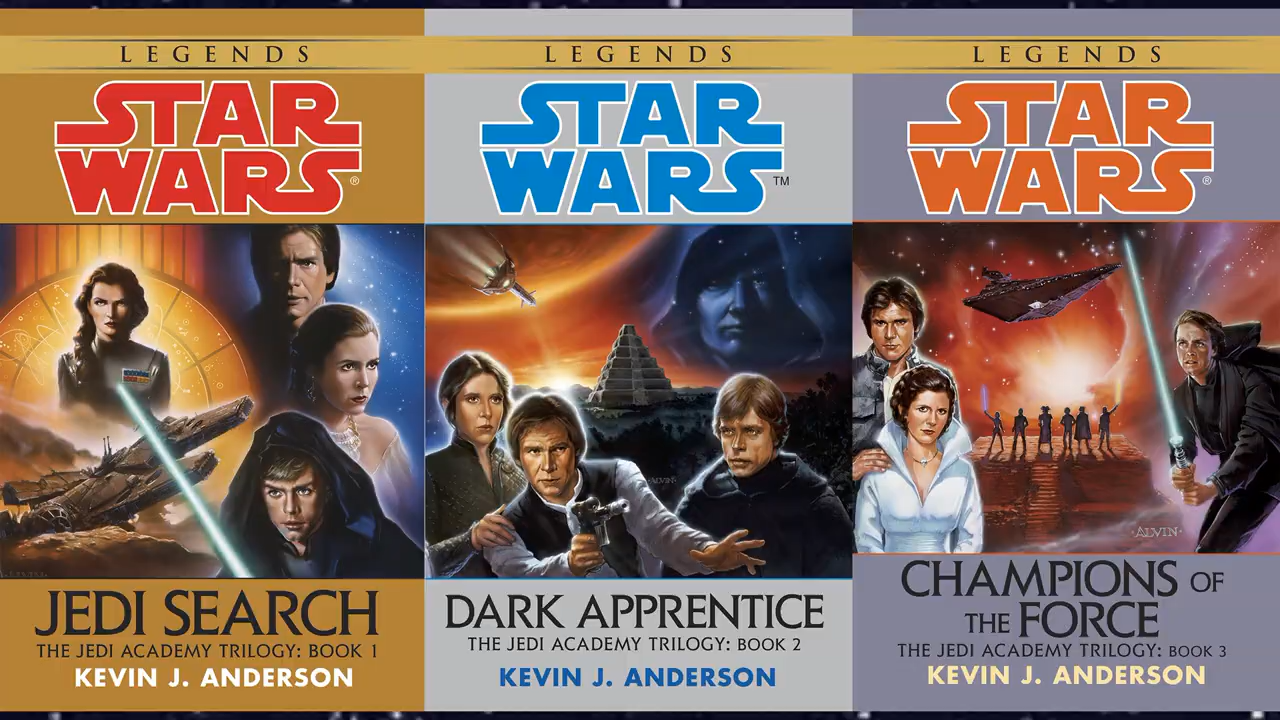 LEGENDS
STAR
WARS®
JEDI SEARCH
THE JEDI ACADEMY TRILOGY: BOOK 1
KEVIN J. ANDERSON
LEGENDS
STAR
WARS™
ALVIN
DARK APPRENTICE
THE JEDI ACADEMY TRILOGY: BOOK 2
KEVIN J. ANDERSON
LEGENDS
STAR
WARS®
·ALVIN·
CHAMPIONS OF
THE FORCE
THE JEDI ACADEMY TRILOGY: BOOK 3
KEVIN J. ANDERSON